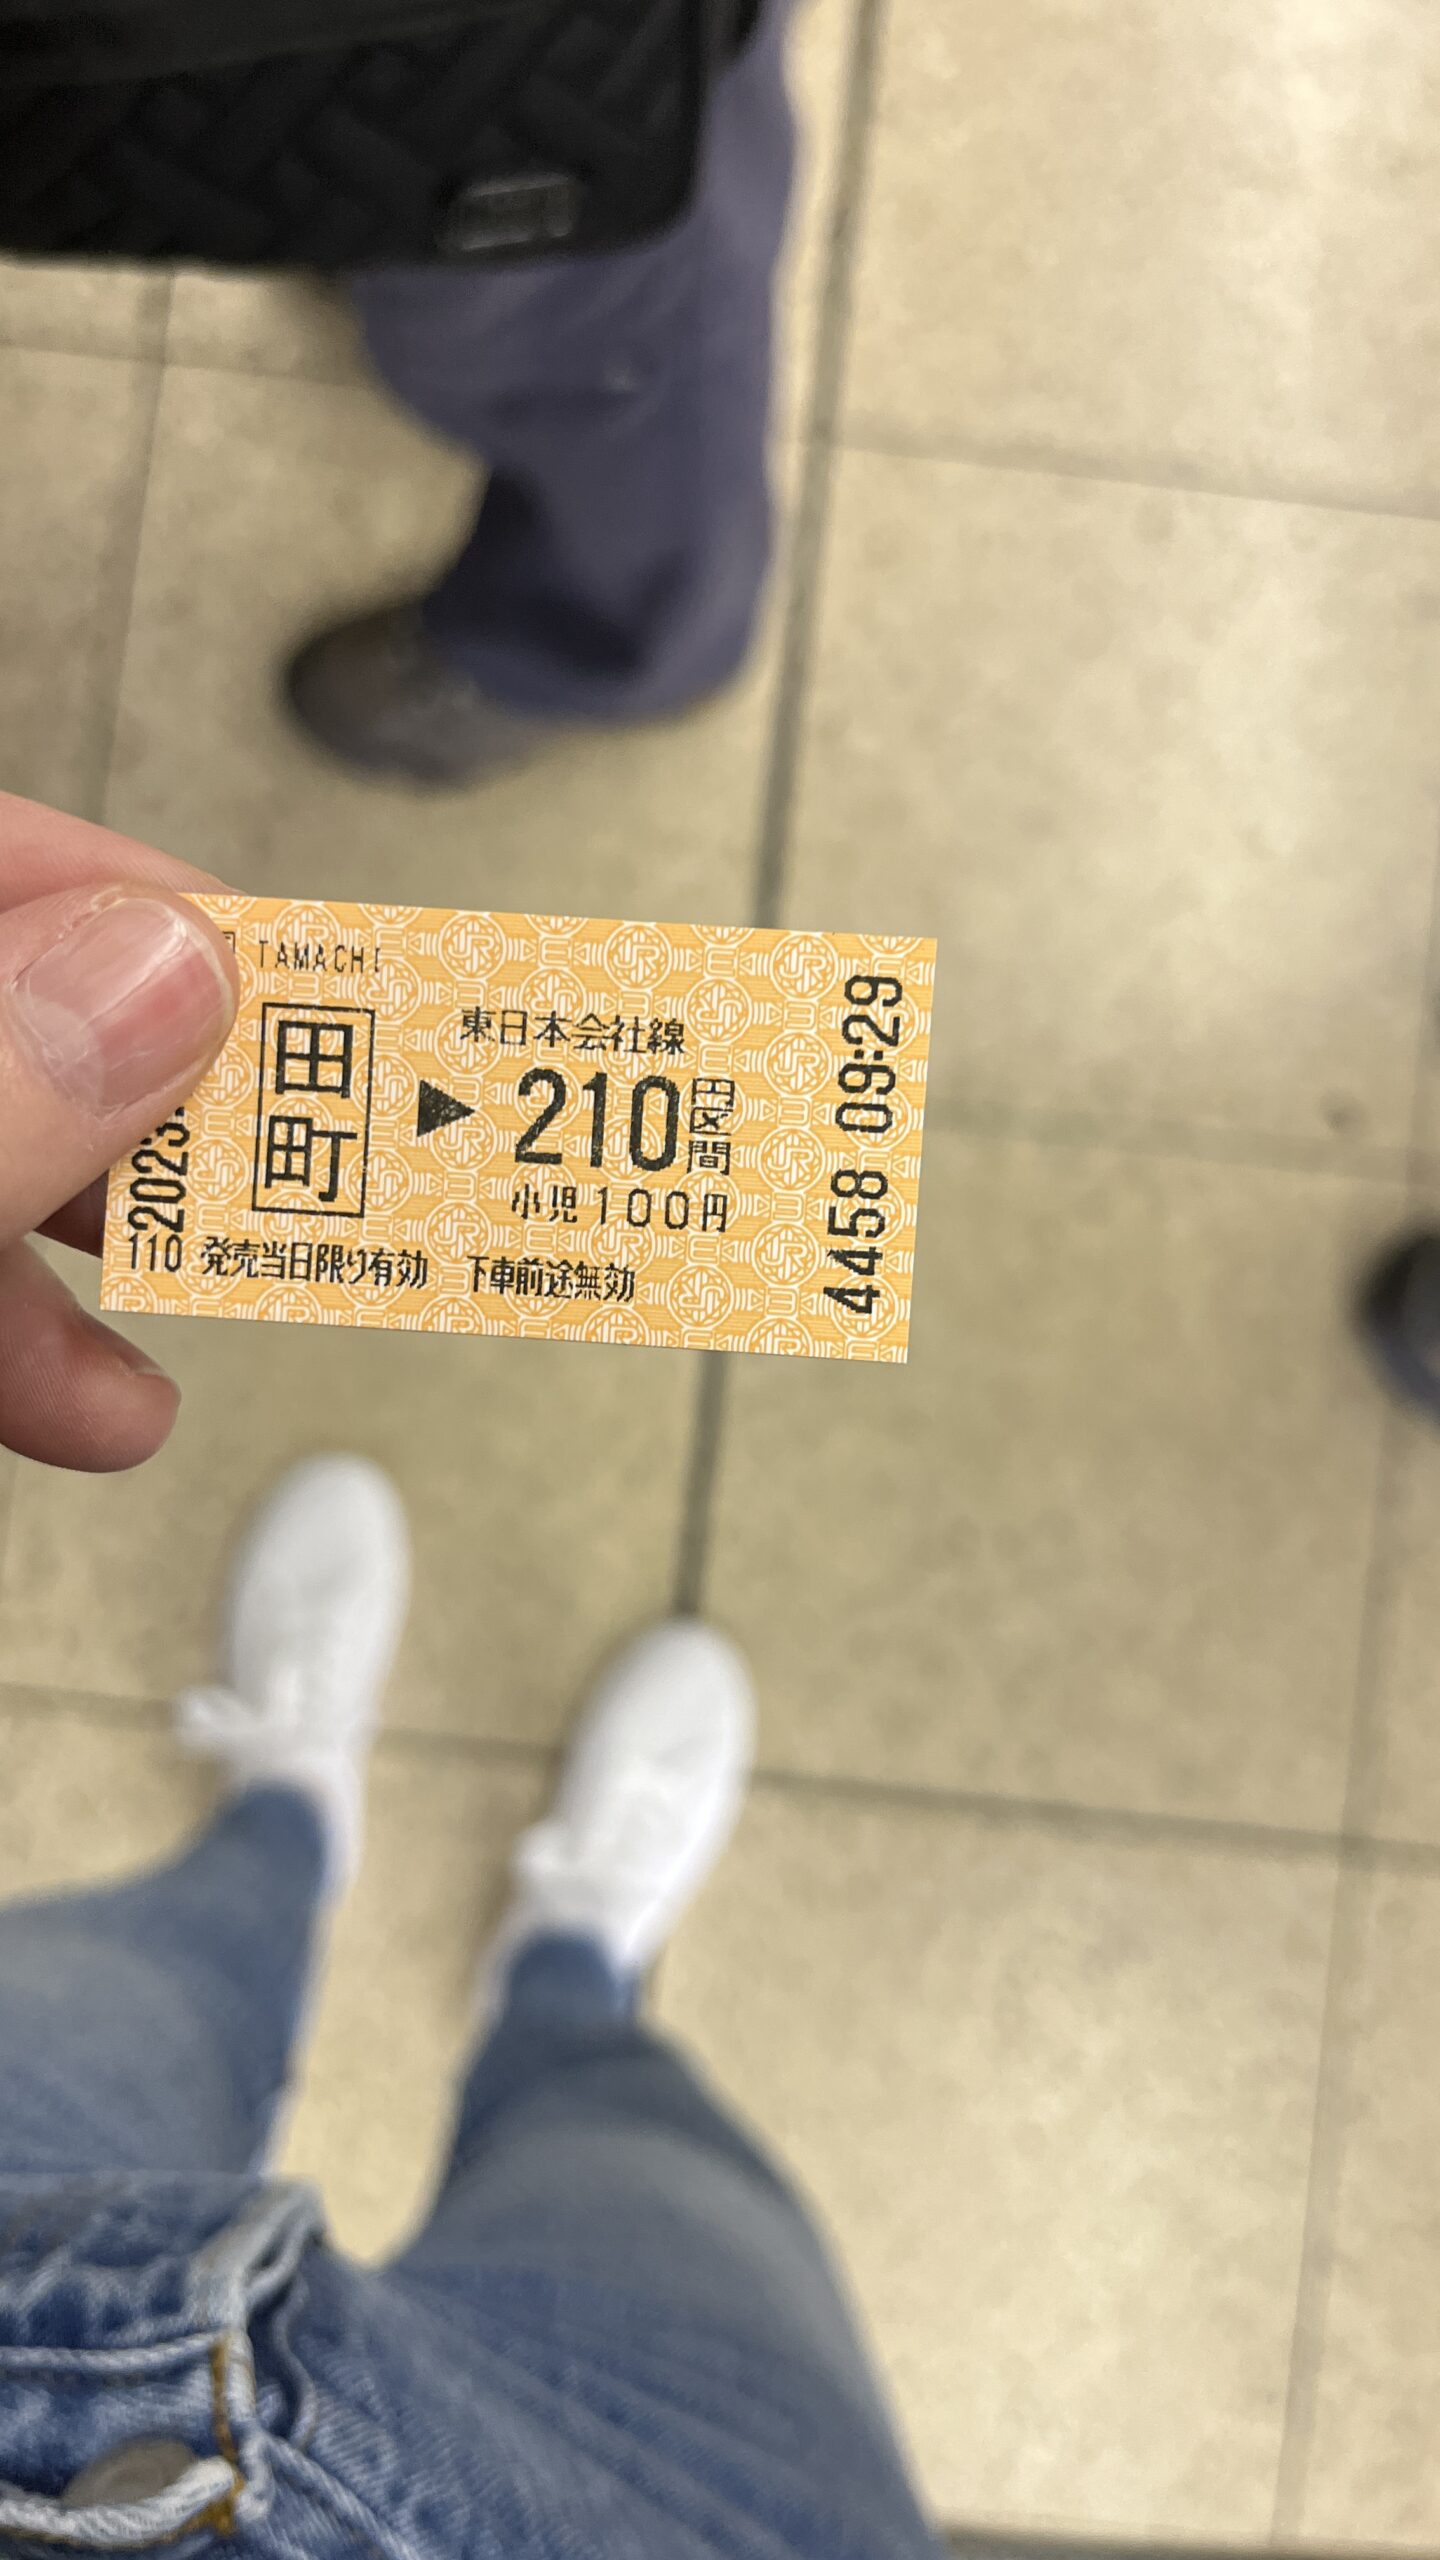 TAMACHI
田町
東日本会社線
▶ 210円区間
小児100円
2023
110 発売当日限り有効 下車前途無効
4458 09:29